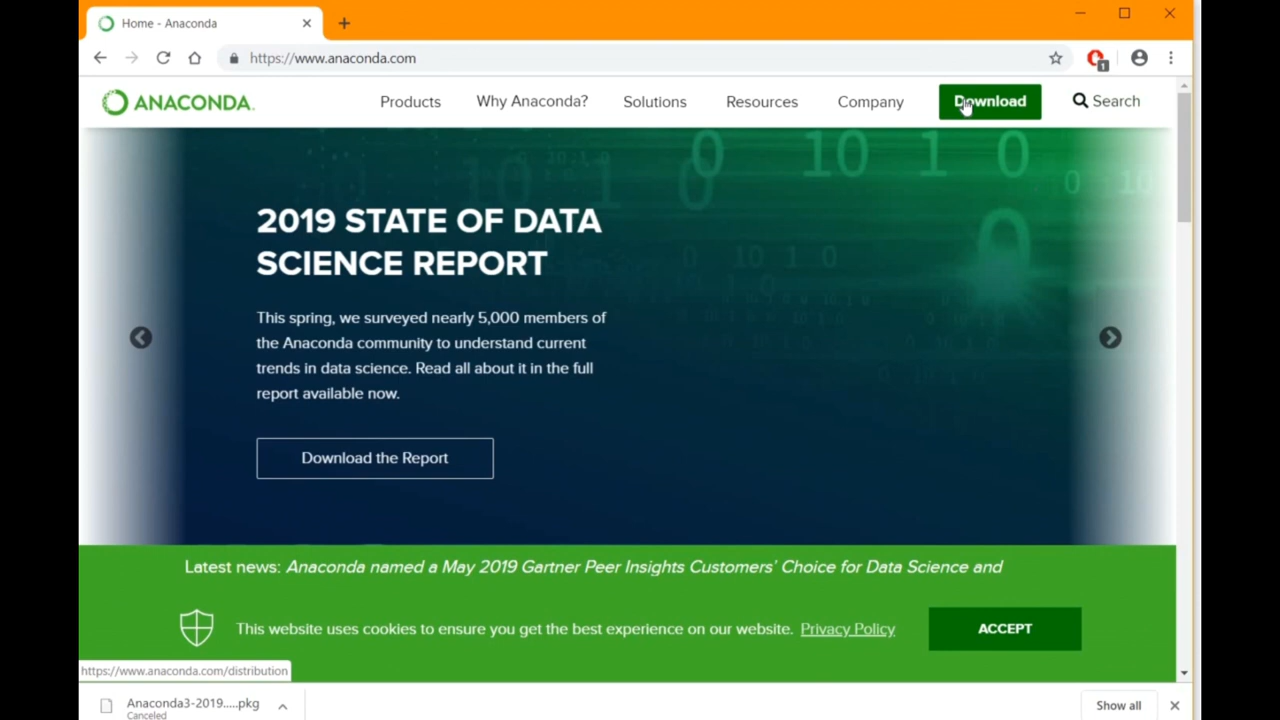 Home - Anaconda
https://www.anaconda.com
ANACONDA.
Products
Why Anaconda?
Solutions
Resources
Company
Download
Search
1
0 10 1 0
2019 STATE OF DATA
SCIENCE REPORT
This spring, we surveyed nearly 5,000 members of
the Anaconda community to understand current
trends in data science. Read all about it in the full
report available now.
Download the Report
Latest news: Anaconda named a May 2019 Gartner Peer Insights Customers' Choice for Data Science and
This website uses cookies to ensure you get the best experience on our website. Privacy Policy
ACCEPT
https://www.anaconda.com/distribution
Anaconda3-2019.....pkg
Canceled
Show all